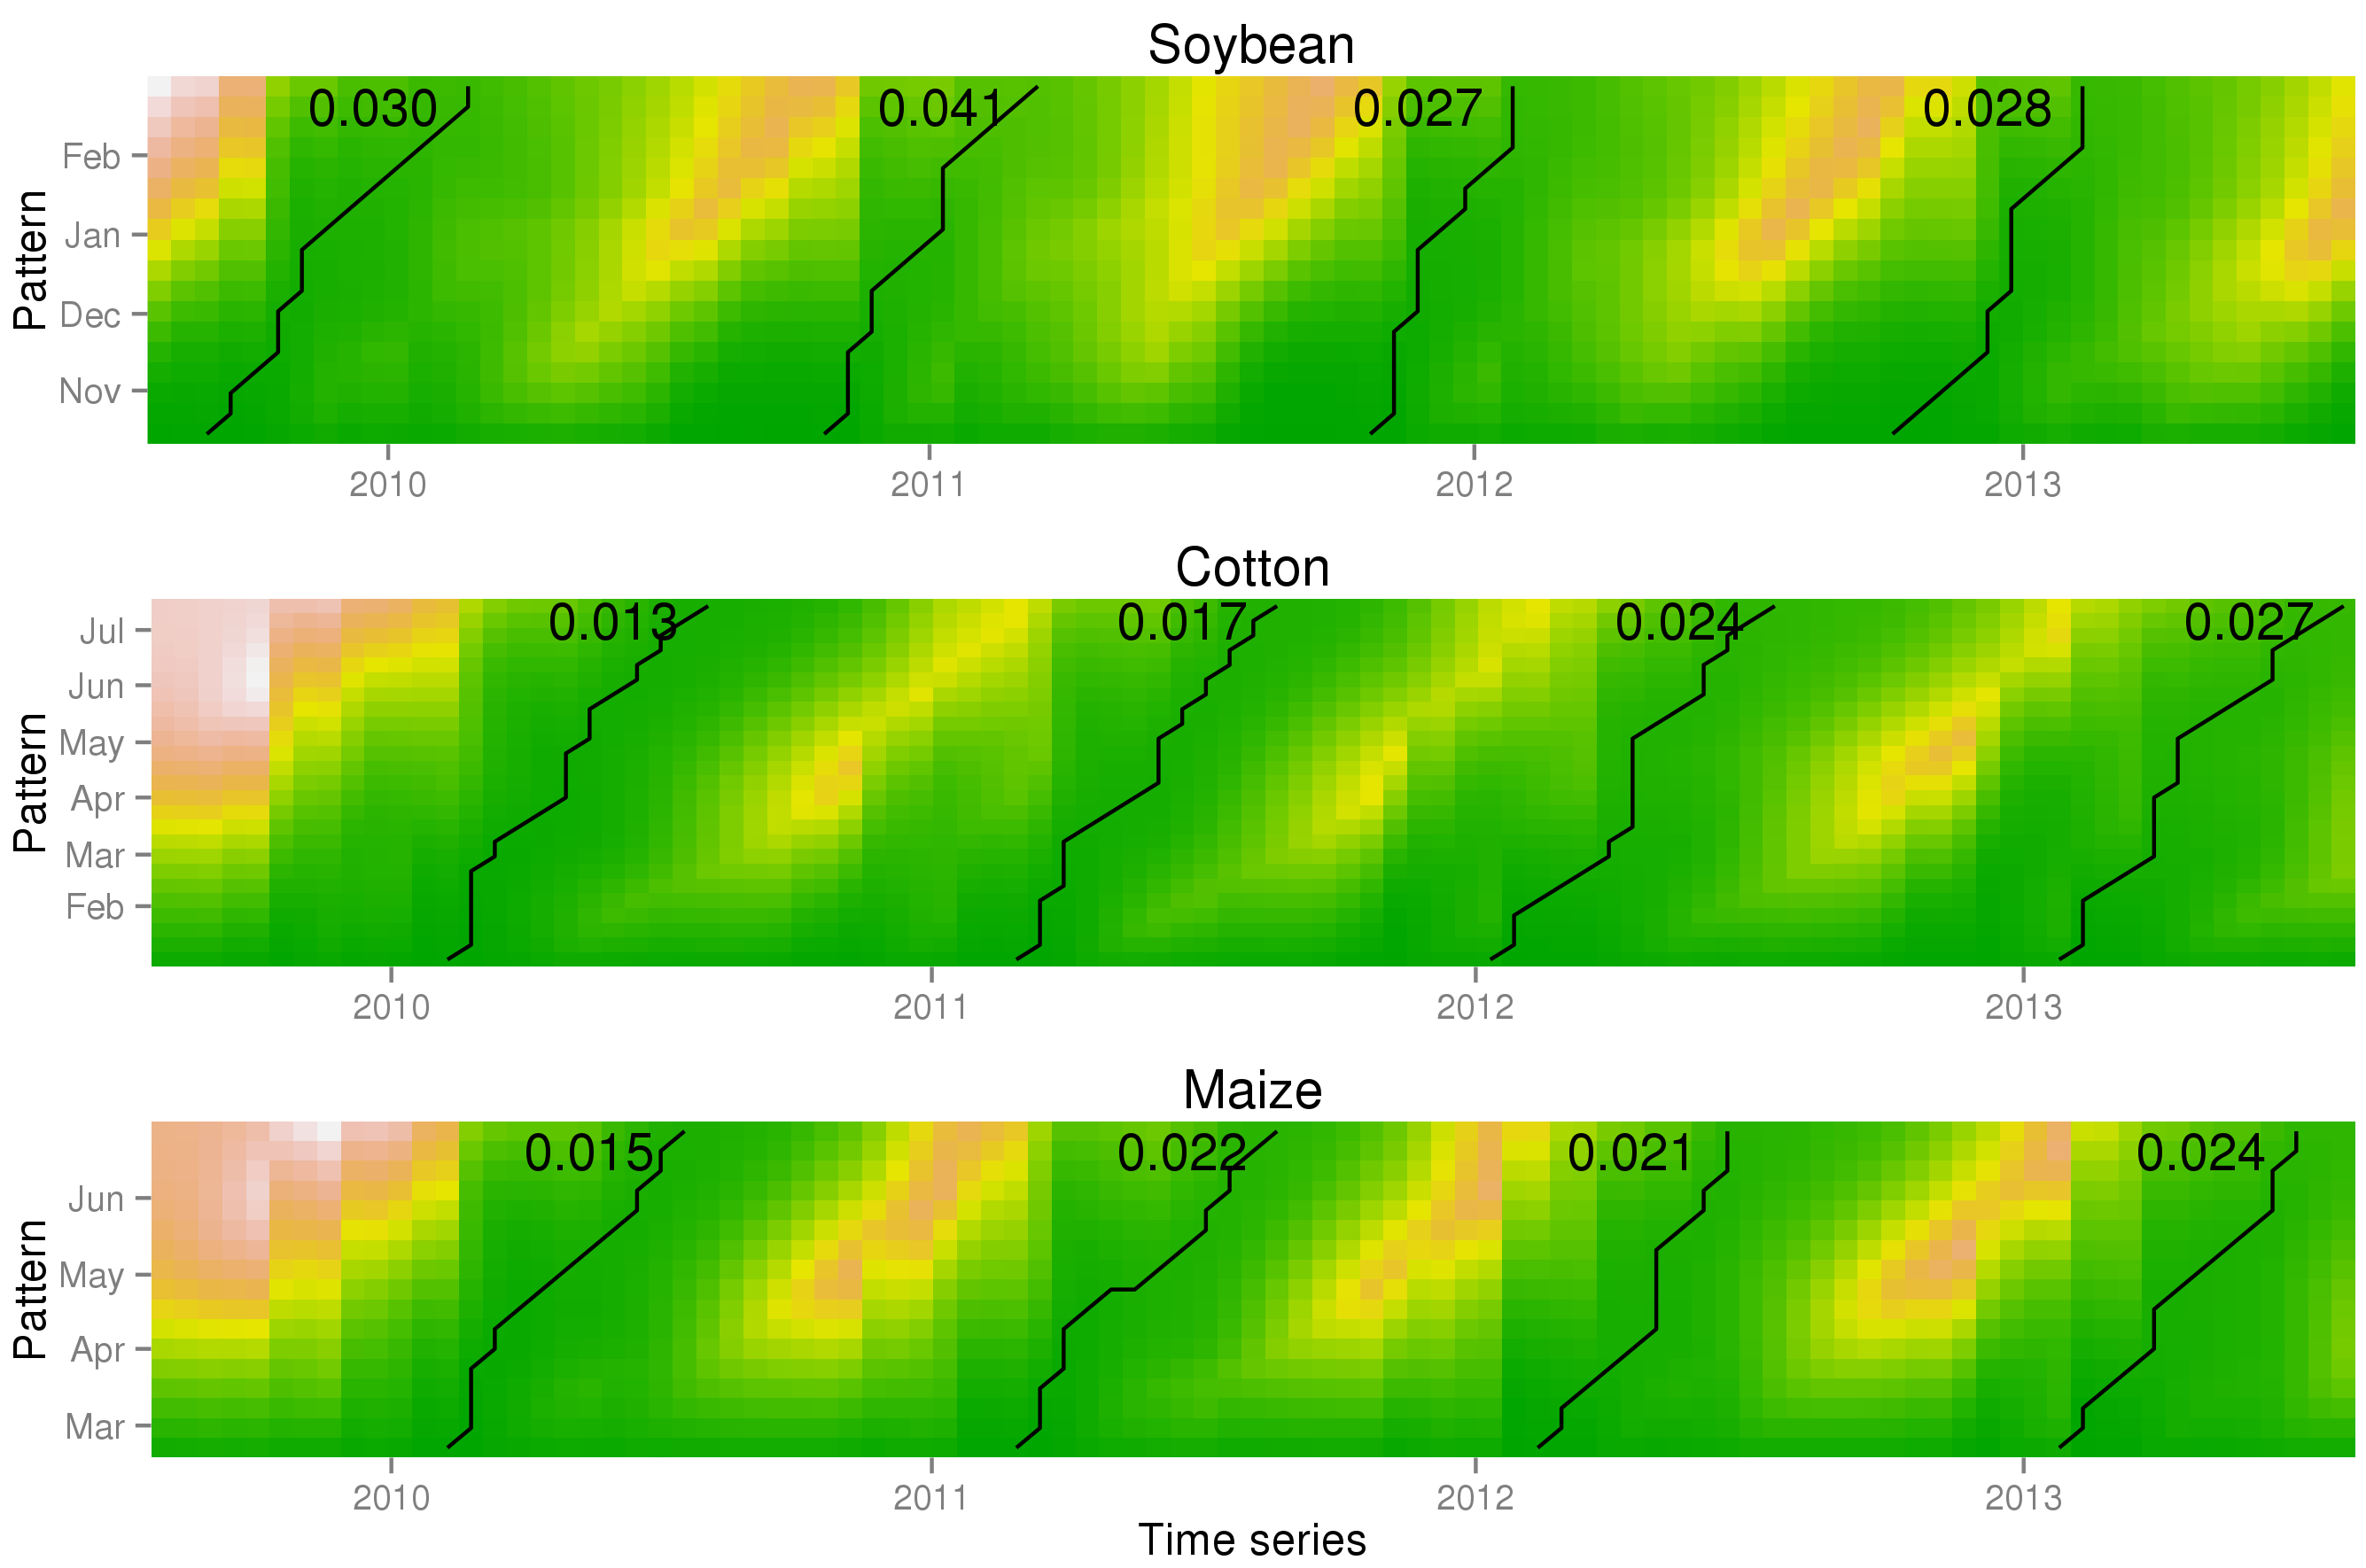 Soybean
0.030 0.041 0.027 0.028
Feb
Jan
Dec
Nov
Pattern
2010 2011 2012 2013
Cotton
0.013 0.017 0.024 0.027
Jul
Jun
May
Apr
Mar
Feb
Pattern
2010 2011 2012 2013
Maize
0.015 0.022 0.021 0.024
Jun
May
Apr
Mar
Pattern
2010 2011 2012 2013
Time series